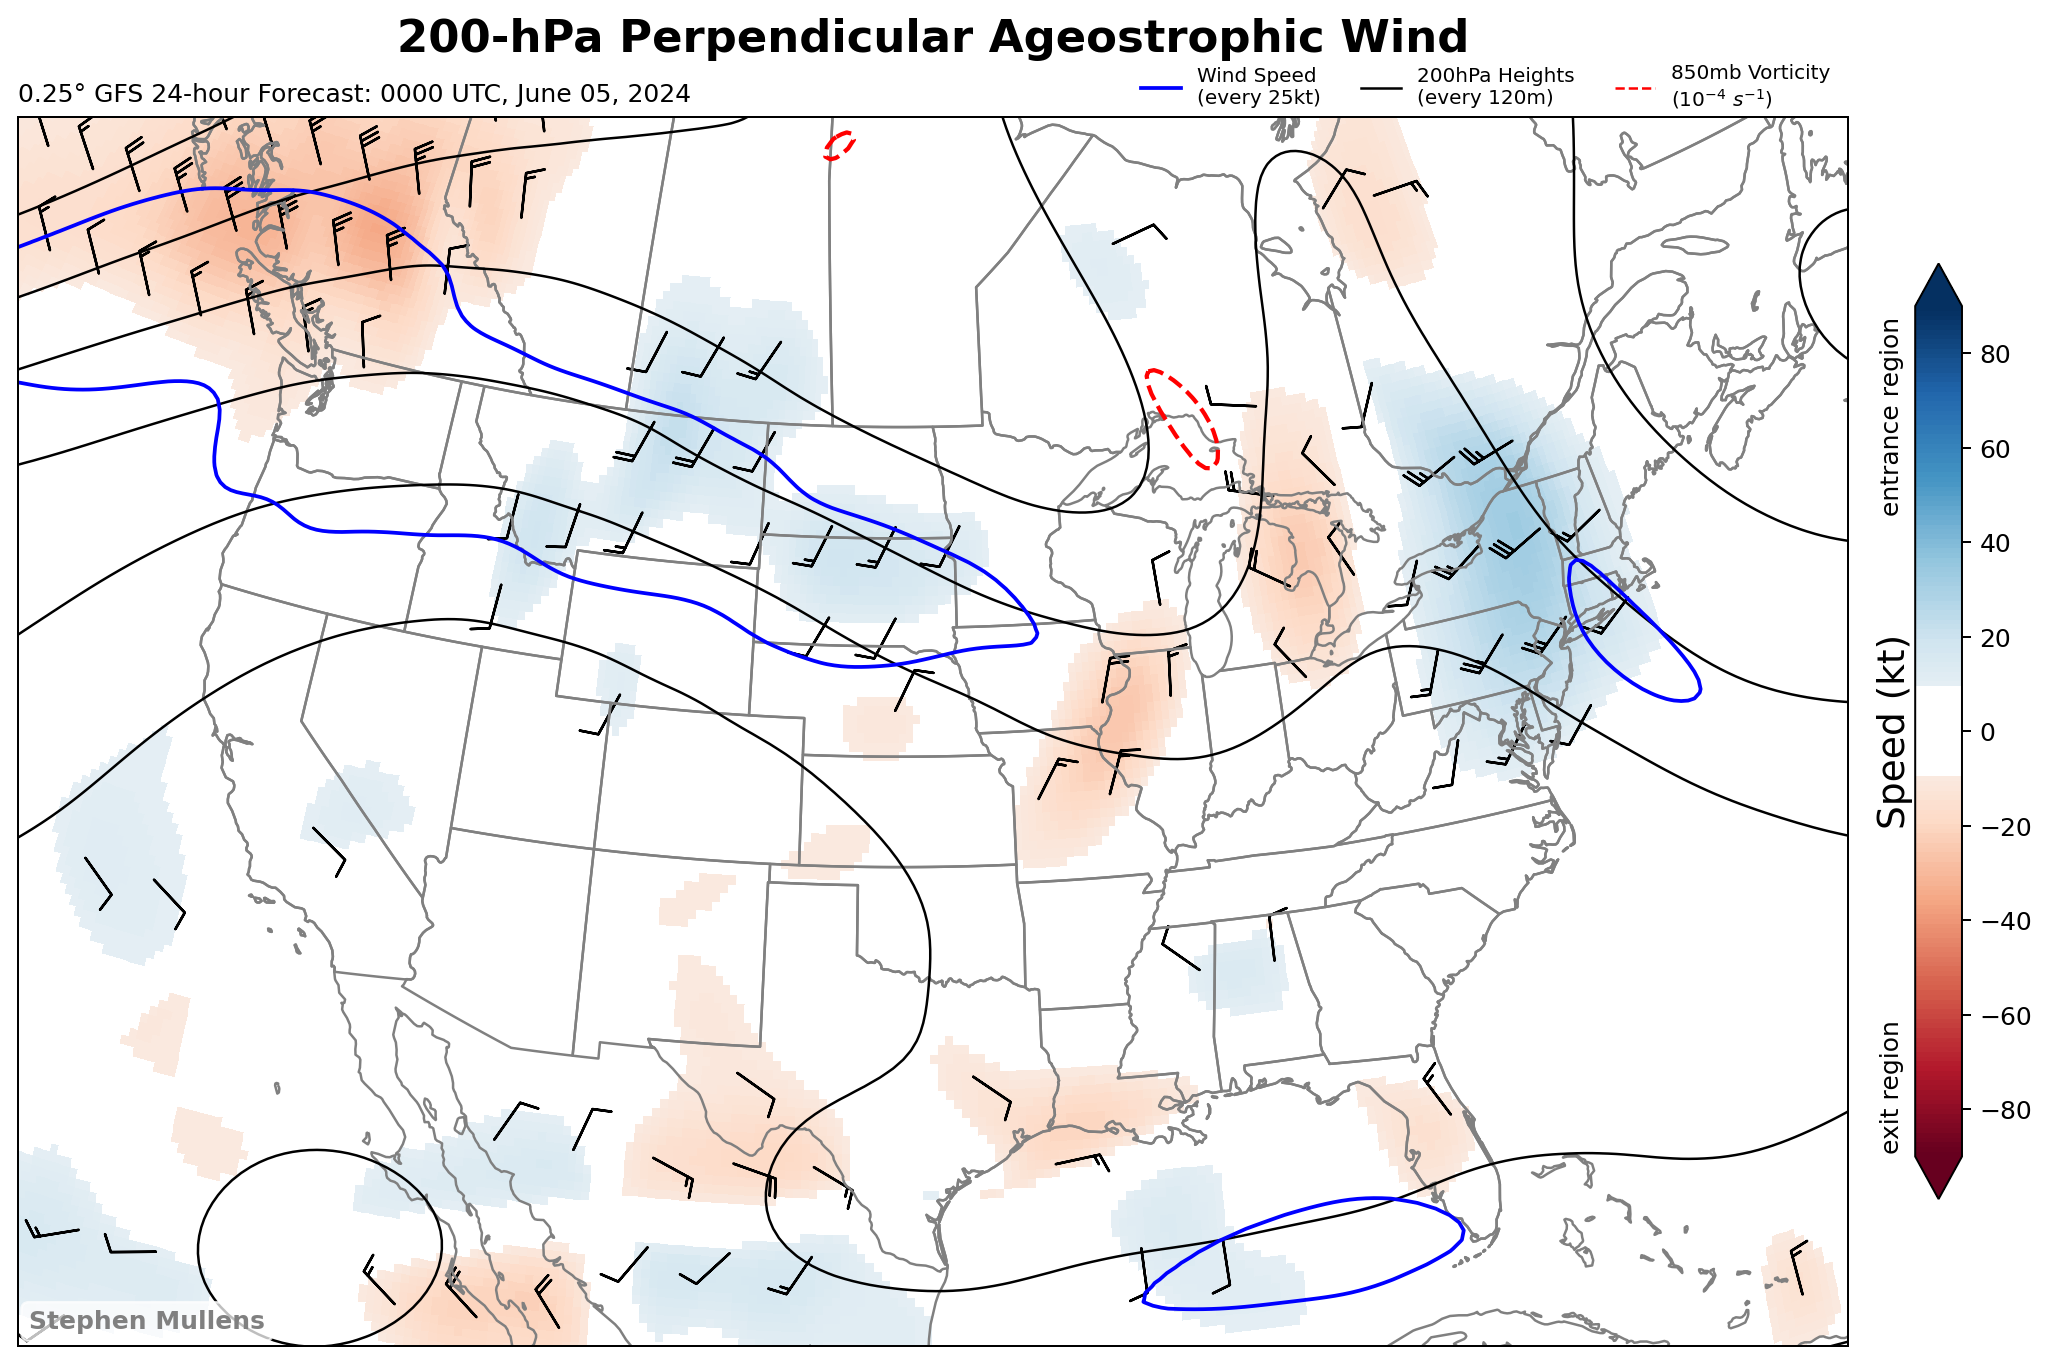 200-hPa Perpendicular Ageostrophic Wind
0.25° GFS 24-hour Forecast: 0000 UTC, June 05, 2024
Wind Speed
(every 25kt)
200hPa Heights
(every 120m)
850mb Vorticity
(10⁻⁴ s⁻¹)
entrance region
Speed (kt)
exit region
80
60
40
20
0
−20
−40
−60
−80
Stephen Mullens